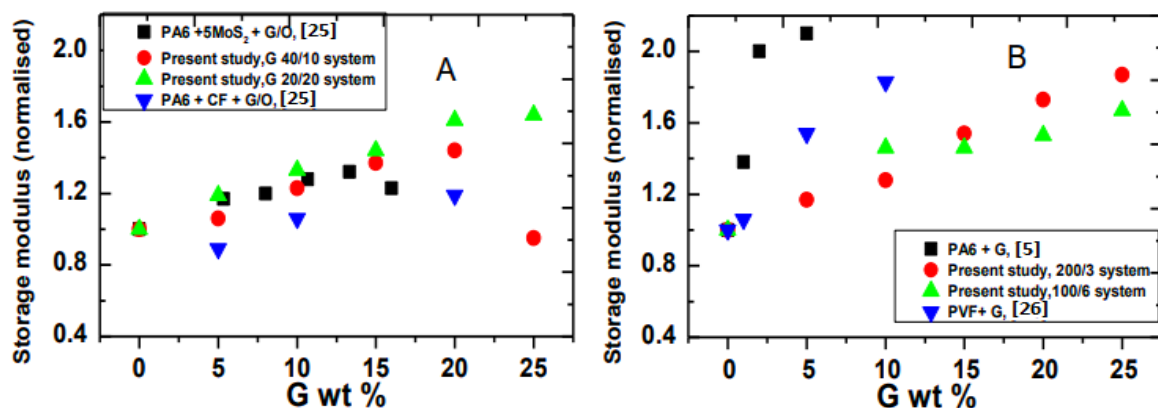 Storage modulus (normalised)
2.0
1.6
1.2
0.8
0.4
PA6 +5MoS₂ + G/O, [25]
Present study,G 40/10 system
Present study,G 20/20 system
PA6 + CF + G/O, [25]
A
0 5 10 15 20 25
G wt %
Storage modulus (normalised)
2.0
1.6
1.2
0.8
0.4
B
PA6 + G, [5]
Present study, 200/3 system
Present study,100/6 system
PVF+ G, [26]
0 5 10 15 20 25
G wt %